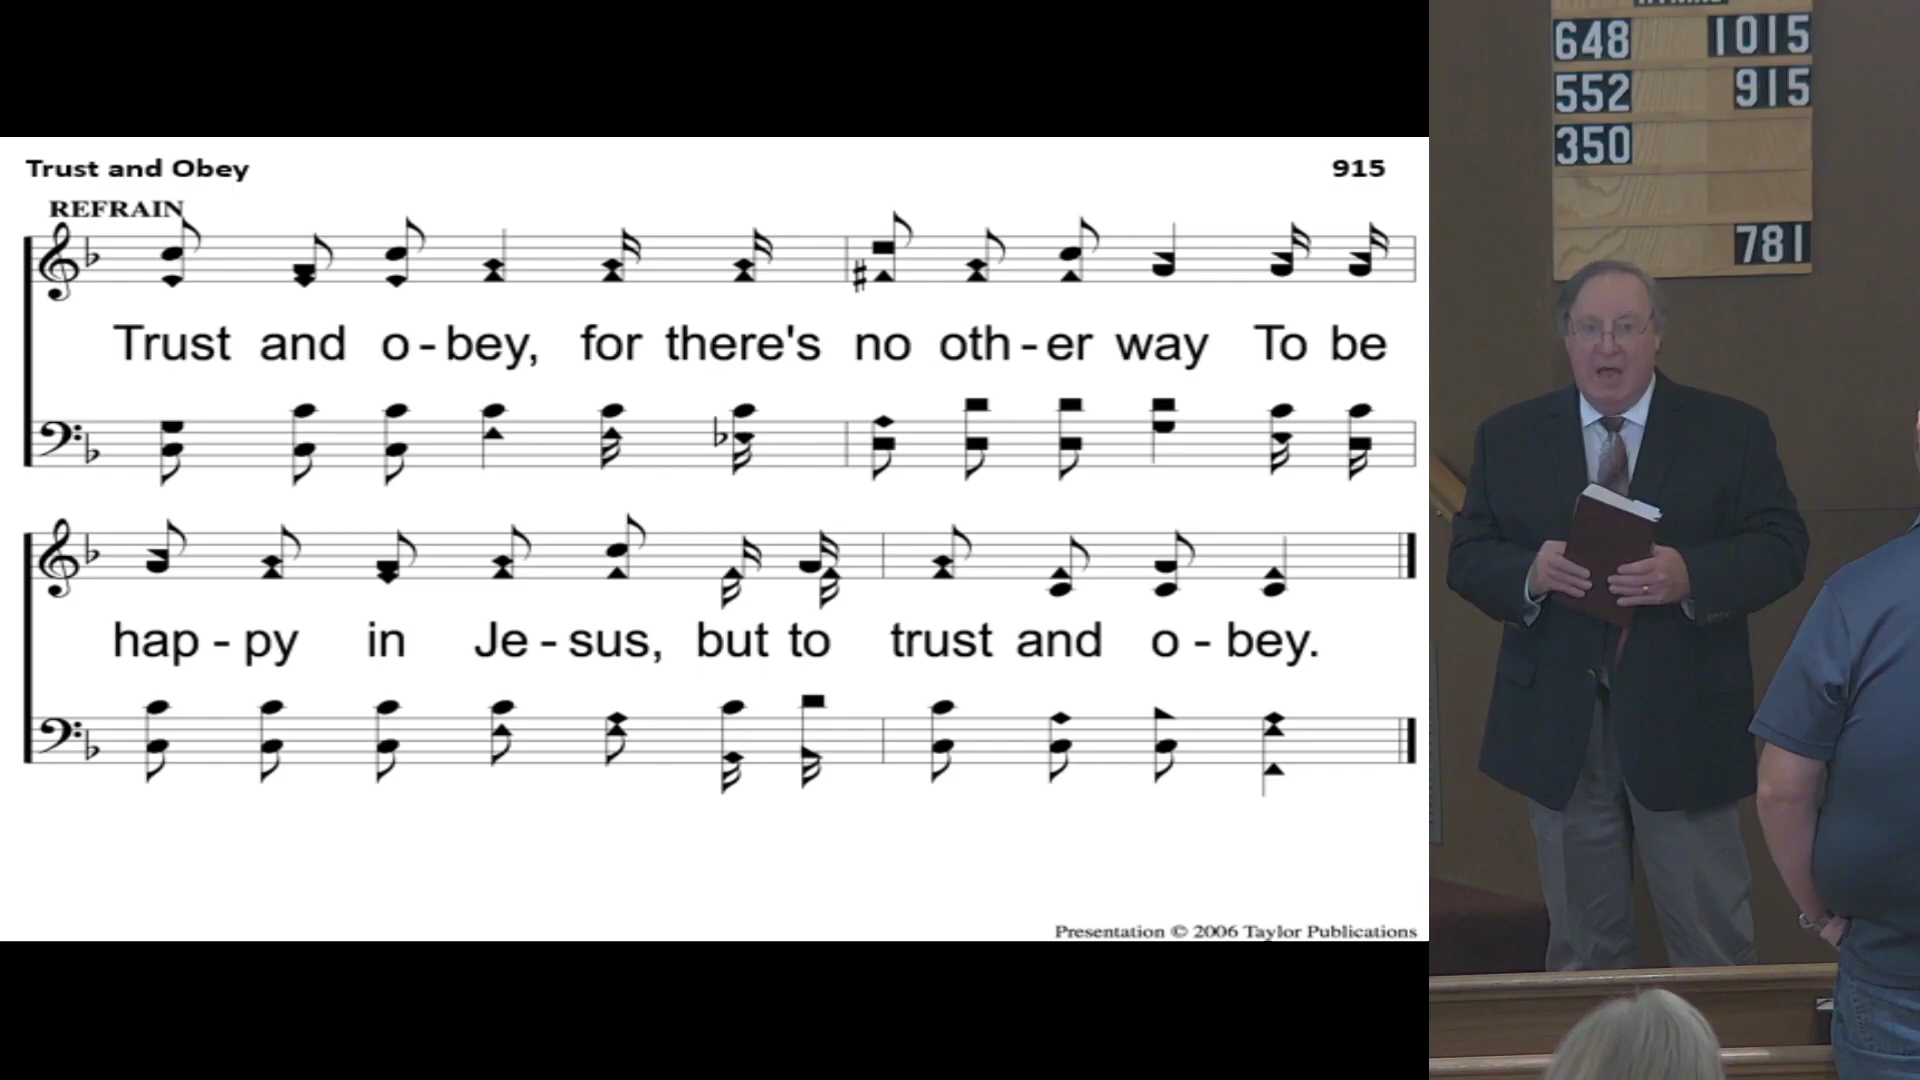 Trust and Obey 915
REFRAIN
Trust and o-bey, for there's no oth-er way To be
hap-py in Je-sus, but to trust and o-bey.
Presentation © 2006 Taylor Publications
648 1015
552 915
350
781